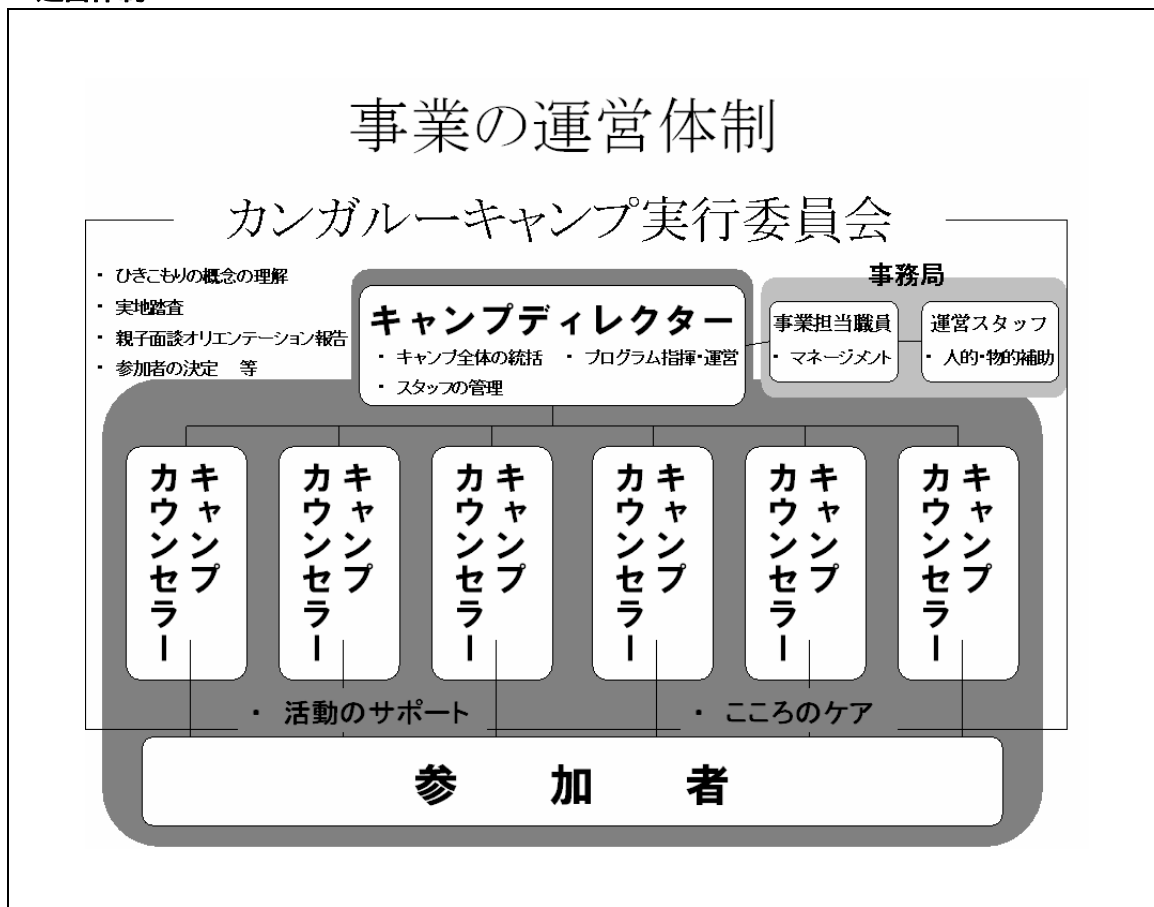 事業の運営体制
カンガルーキャンプ実行委員会
・ ひきこもりの概念の理解
・ 実地踏査
・ 親子面談オリエンテーション報告
・ 参加者の決定 等
キャンプディレクター
・ キャンプ全体の統括 ・ プログラム指揮・運営
・ スタッフの管理
事務局
事業担当職員
・ マネージメント
運営スタッフ
・ 人的・物的補助
キャンプ
カウンセラー
キャンプ
カウンセラー
キャンプ
カウンセラー
キャンプ
カウンセラー
キャンプ
カウンセラー
キャンプ
カウンセラー
・ 活動のサポート
・ こころのケア
参 加 者